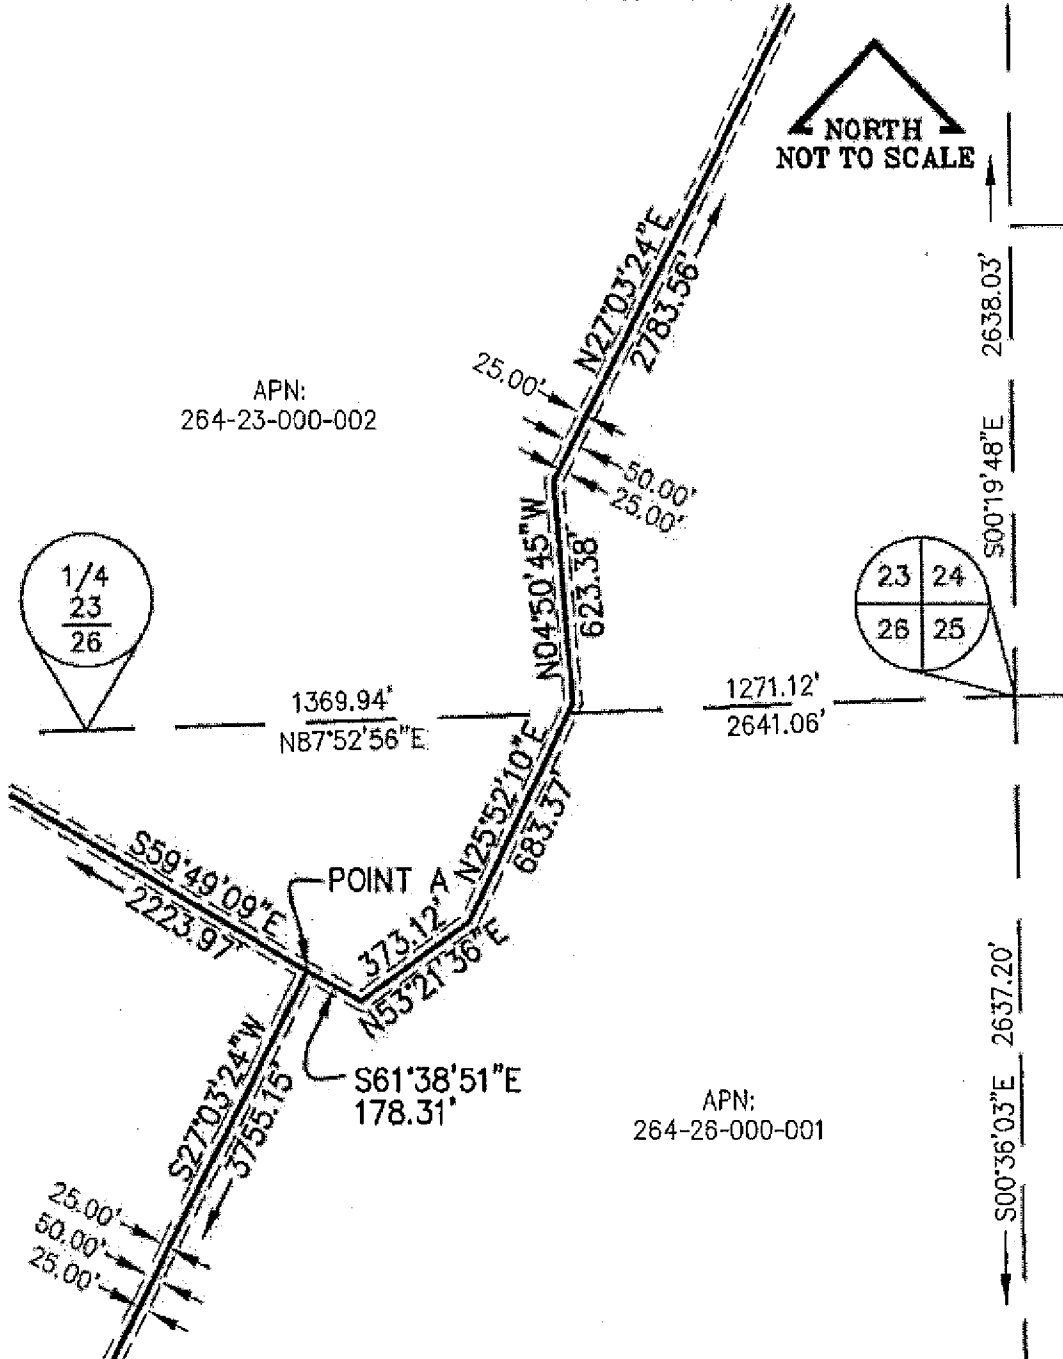 NORTH
NOT TO SCALE
2638.03'
S00°19'48"E
N27°03'24"E
2783.56'
25.00'
50.00'
25.00'
APN:
264-23-000-002
N04°50'45"W
623.38'
1/4
23
26
23 24
26 25
1369.94'
N87°52'56"E
1271.12'
2641.06'
N25°52'10"E
683.37'
S59°49'09"E
2223.97'
POINT A
373.12'
N53°21'36"E
S61°38'51"E
178.31'
S27°03'24"W
3755.15'
APN:
264-26-000-001
2637.20'
S00°36'03"E
25.00'
50.00'
25.00'